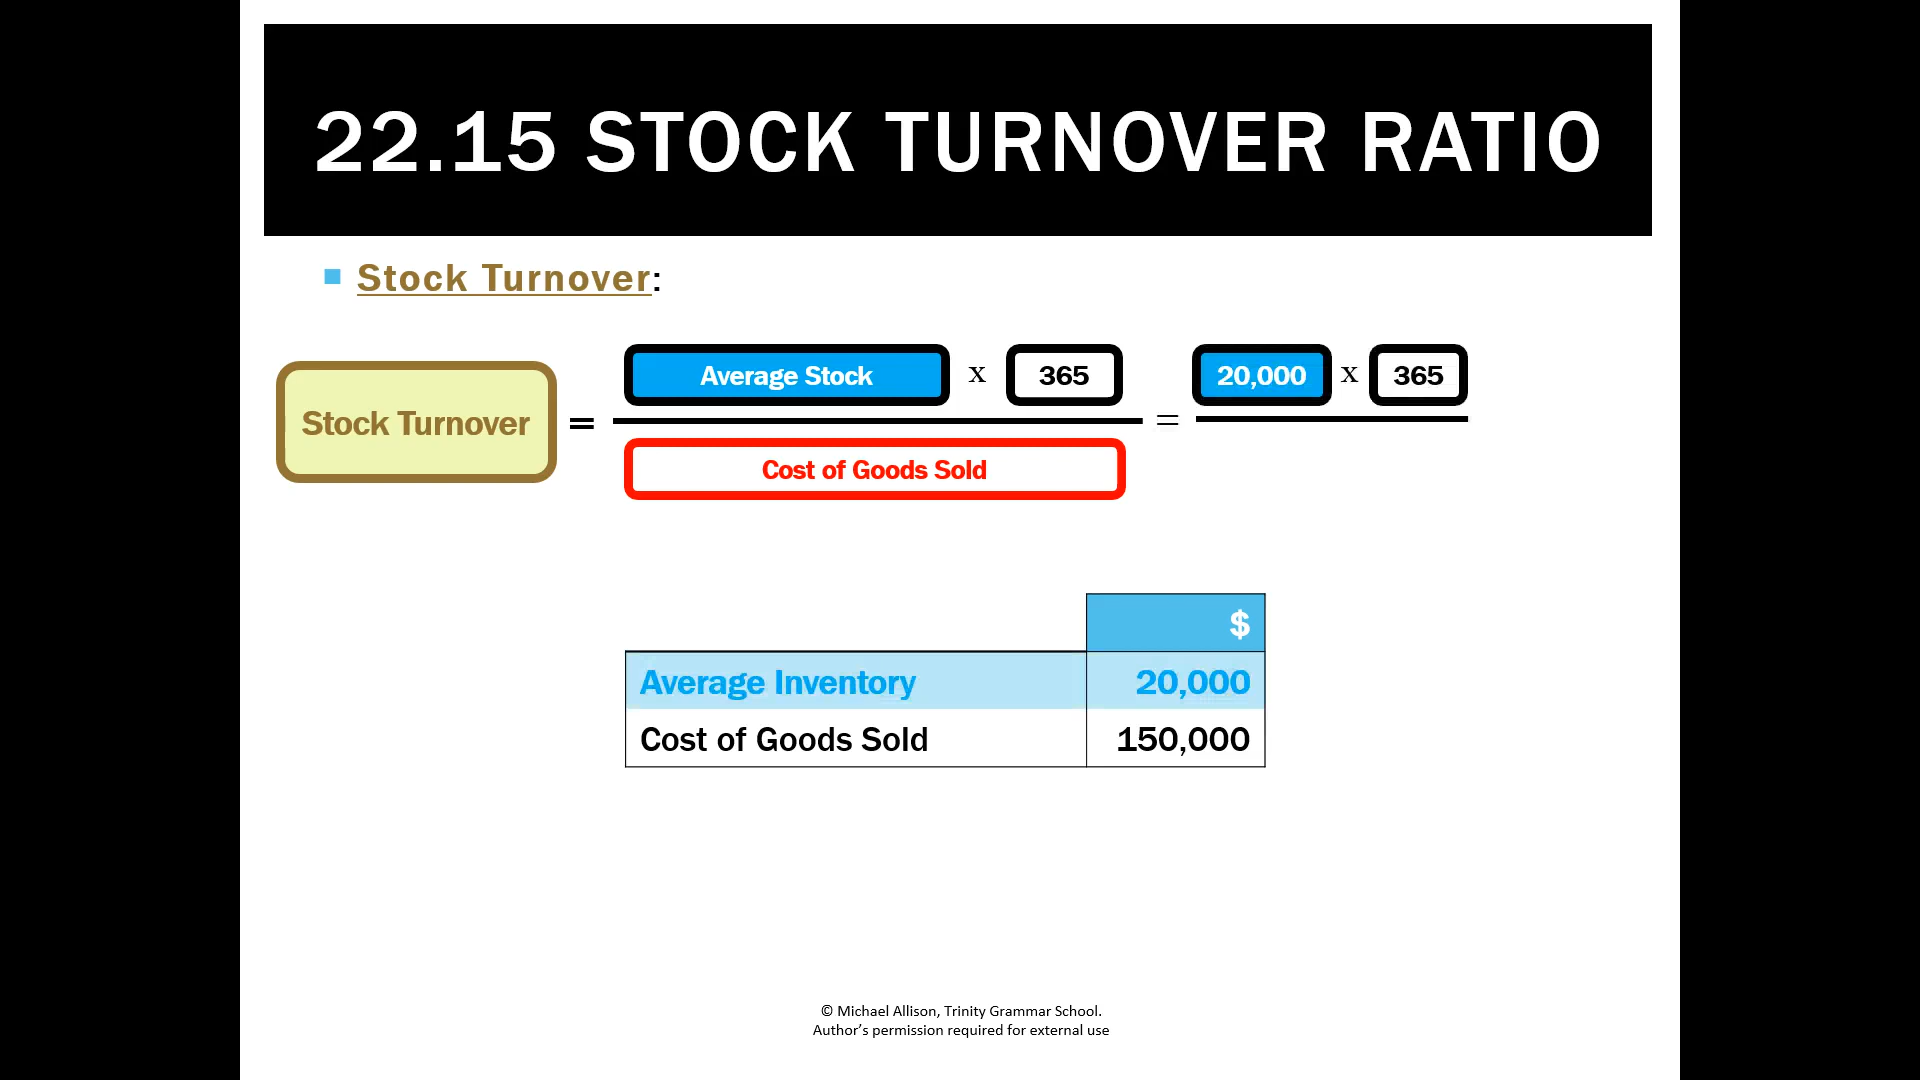 22.15 STOCK TURNOVER RATIO
Stock Turnover:
Stock Turnover = Average Stock x 365 = 20,000 x 365
Cost of Goods Sold
$
Average Inventory 20,000
Cost of Goods Sold 150,000
© Michael Allison, Trinity Grammar School.
Author's permission required for external use